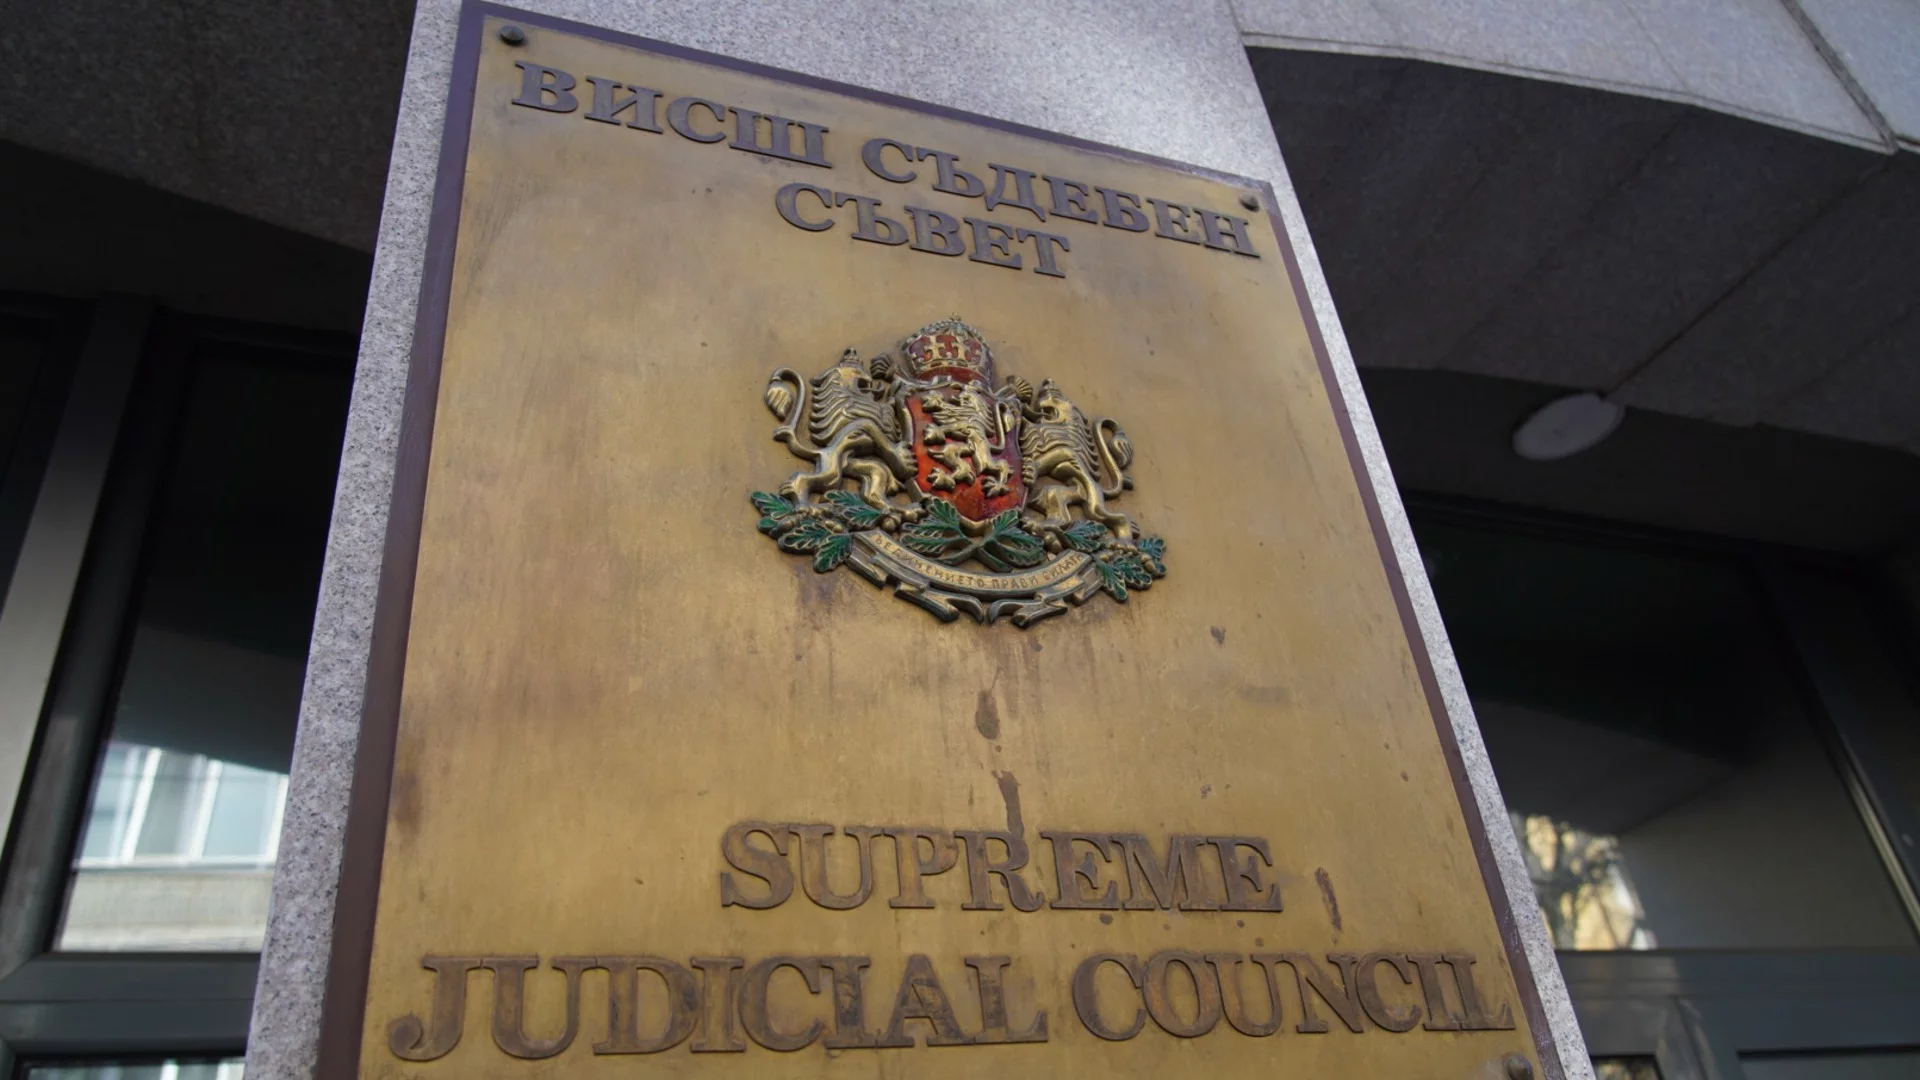 ВИСШ СЪДЕБЕН
СЪВЕТ
СЪЕДИНЕНИЕТО ПРАВИ СИЛАТА
SUPREME
JUDICIAL COUNCIL